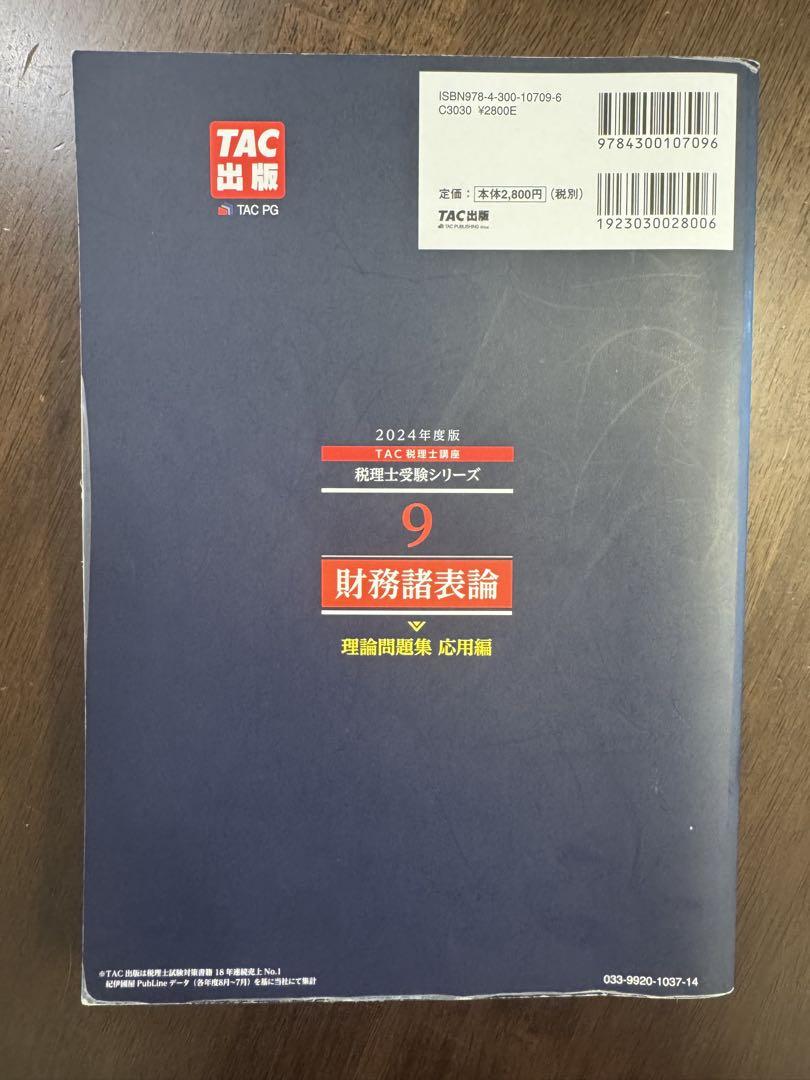 ISBN978-4-300-10709-6
C3030 ¥2800E
9784300107096
定価：本体2,800円（税別）
TAC出版
TAC PUBLISHING Group
1923030028006
TAC
出版
TAC PG
2024年度版
TAC税理士講座
税理士受験シリーズ
9
財務諸表論
理論問題集 応用編
※TAC出版は税理士試験対策書籍 18年連続売上No.1
紀伊國屋PubLineデータ（各年度8月~7月）を基に当社にて集計
033-9920-1037-14